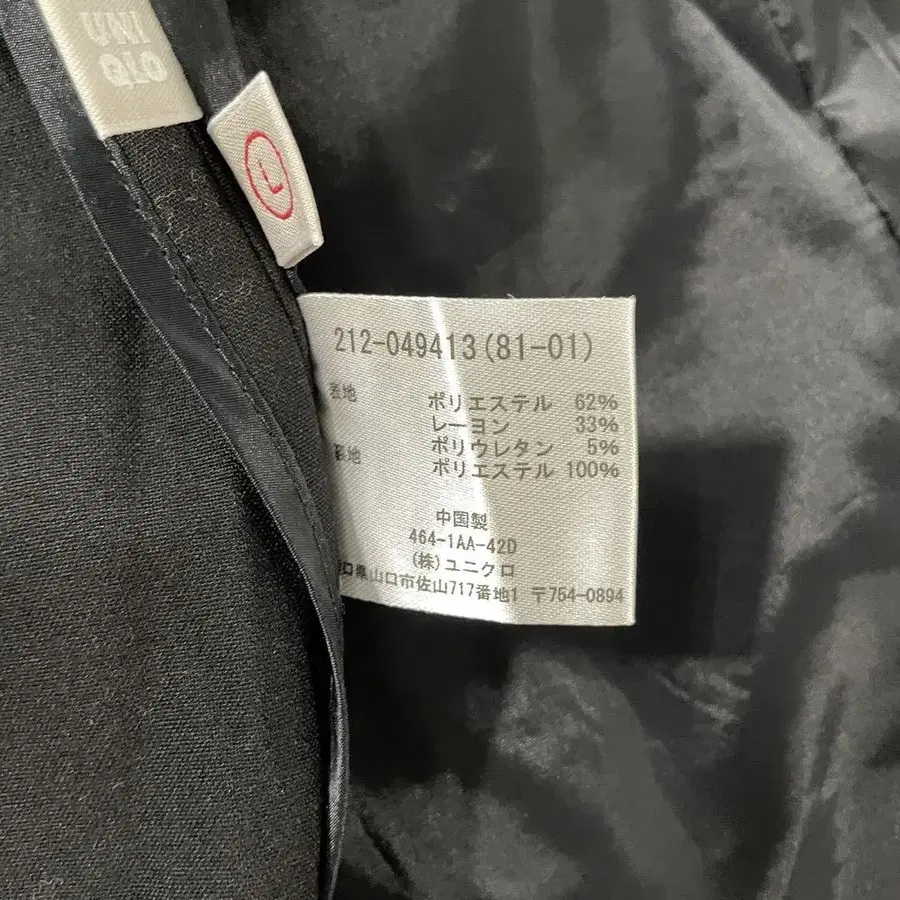 UNI
QLO
L
212-049413(81-01)
表地 ポリエステル 62%
レーヨン 33%
ポリウレタン 5%
裏地 ポリエステル 100%
中国製
464-1AA-42D
(株)ユニクロ
口県山口市佐山717番地1 〒754-0894